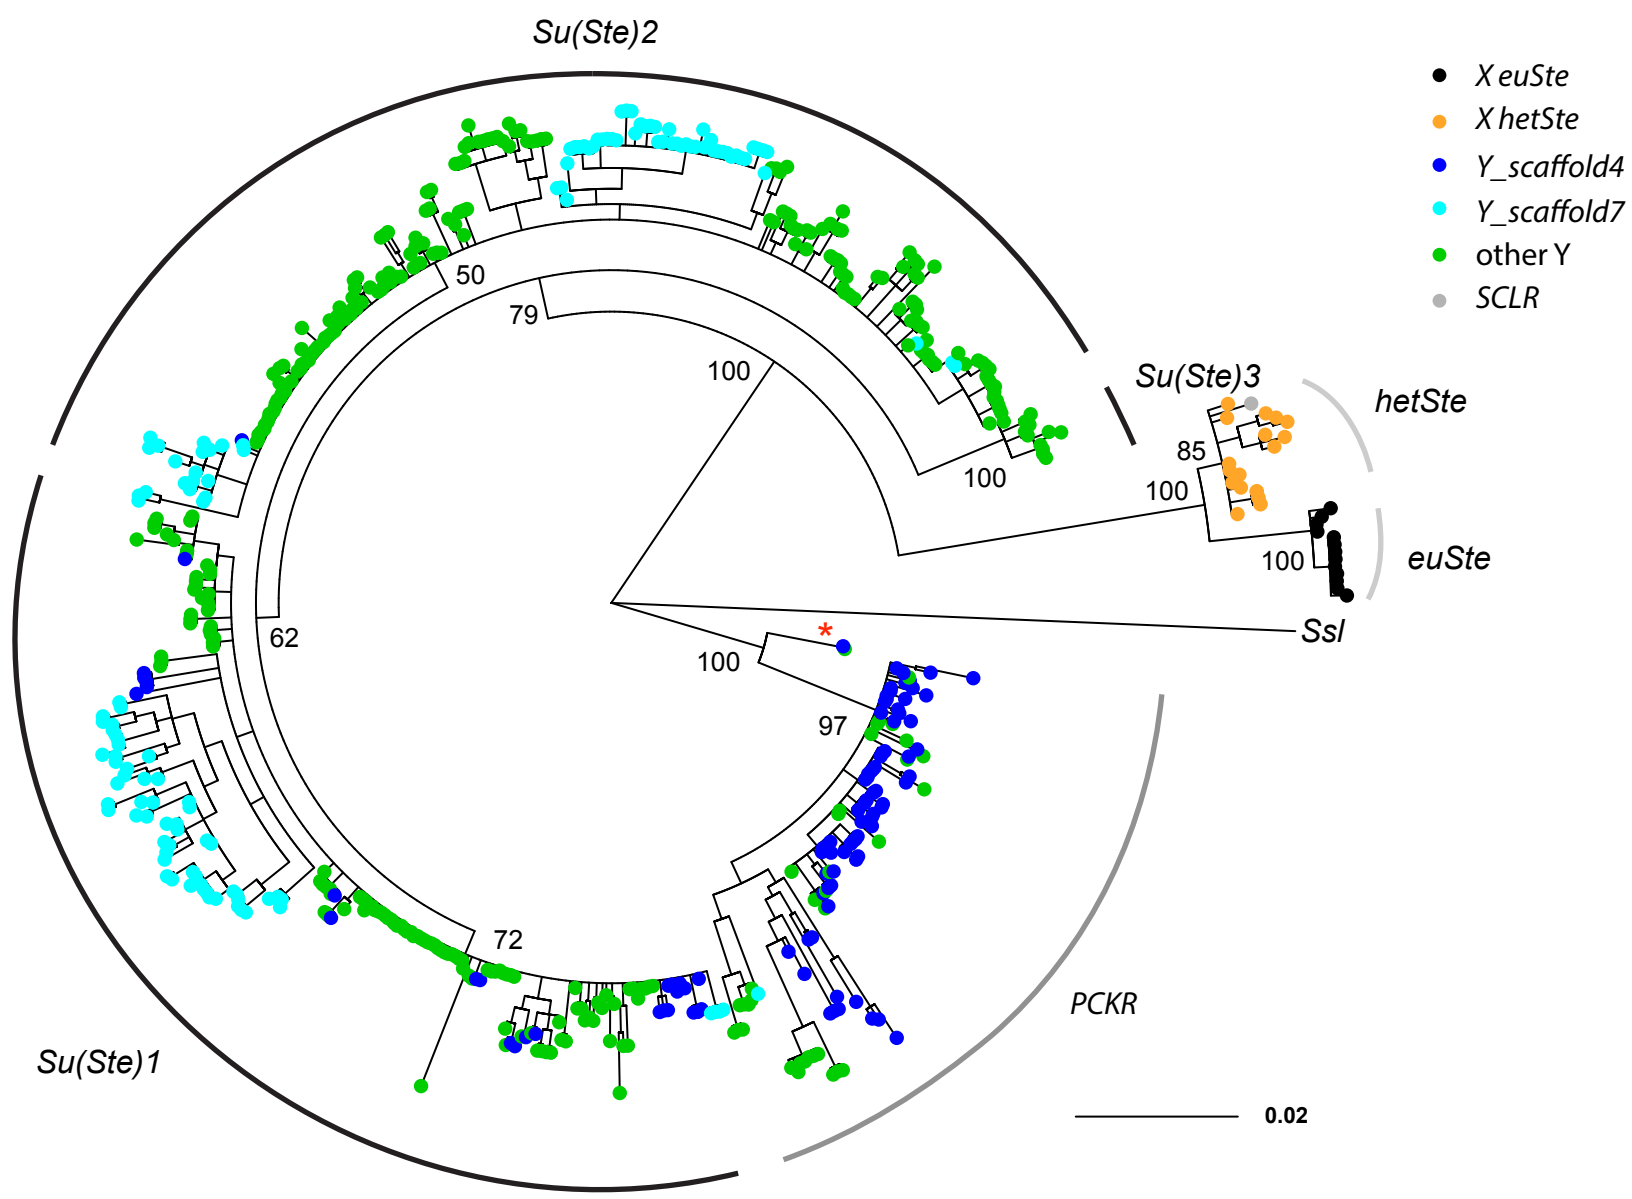 Su(Ste)2
X euSte
X hetSte
Y_scaffold4
Y_scaffold7
other Y
SCLR
50
79
100
100
Su(Ste)3
hetSte
85
100
100
euSte
Ssl
*
62
100
97
72
PCKR
Su(Ste)1
0.02